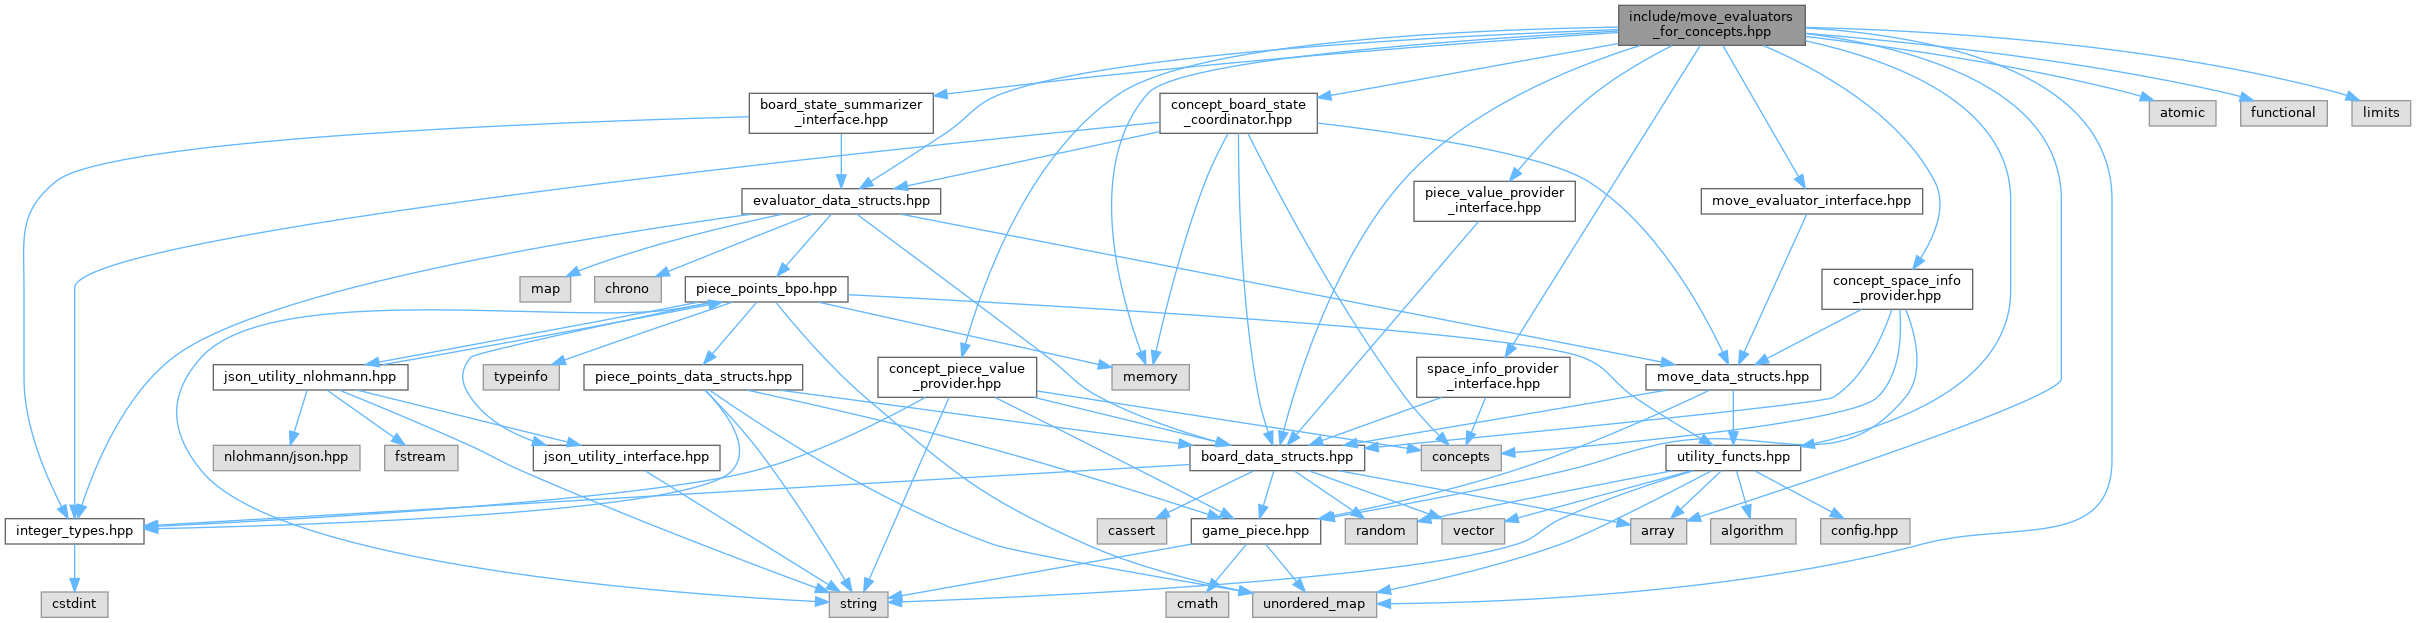 include/move_evaluators
_for_concepts.hpp
board_state_summarizer
_interface.hpp
concept_board_state
_coordinator.hpp
atomic
functional
limits
evaluator_data_structs.hpp
piece_value_provider
_interface.hpp
move_evaluator_interface.hpp
map
chrono
piece_points_bpo.hpp
concept_space_info
_provider.hpp
json_utility_nlohmann.hpp
typeinfo
piece_points_data_structs.hpp
concept_piece_value
_provider.hpp
memory
space_info_provider
_interface.hpp
move_data_structs.hpp
nlohmann/json.hpp
fstream
json_utility_interface.hpp
board_data_structs.hpp
concepts
utility_functs.hpp
integer_types.hpp
cassert
game_piece.hpp
random
vector
array
algorithm
config.hpp
cstdint
string
cmath
unordered_map